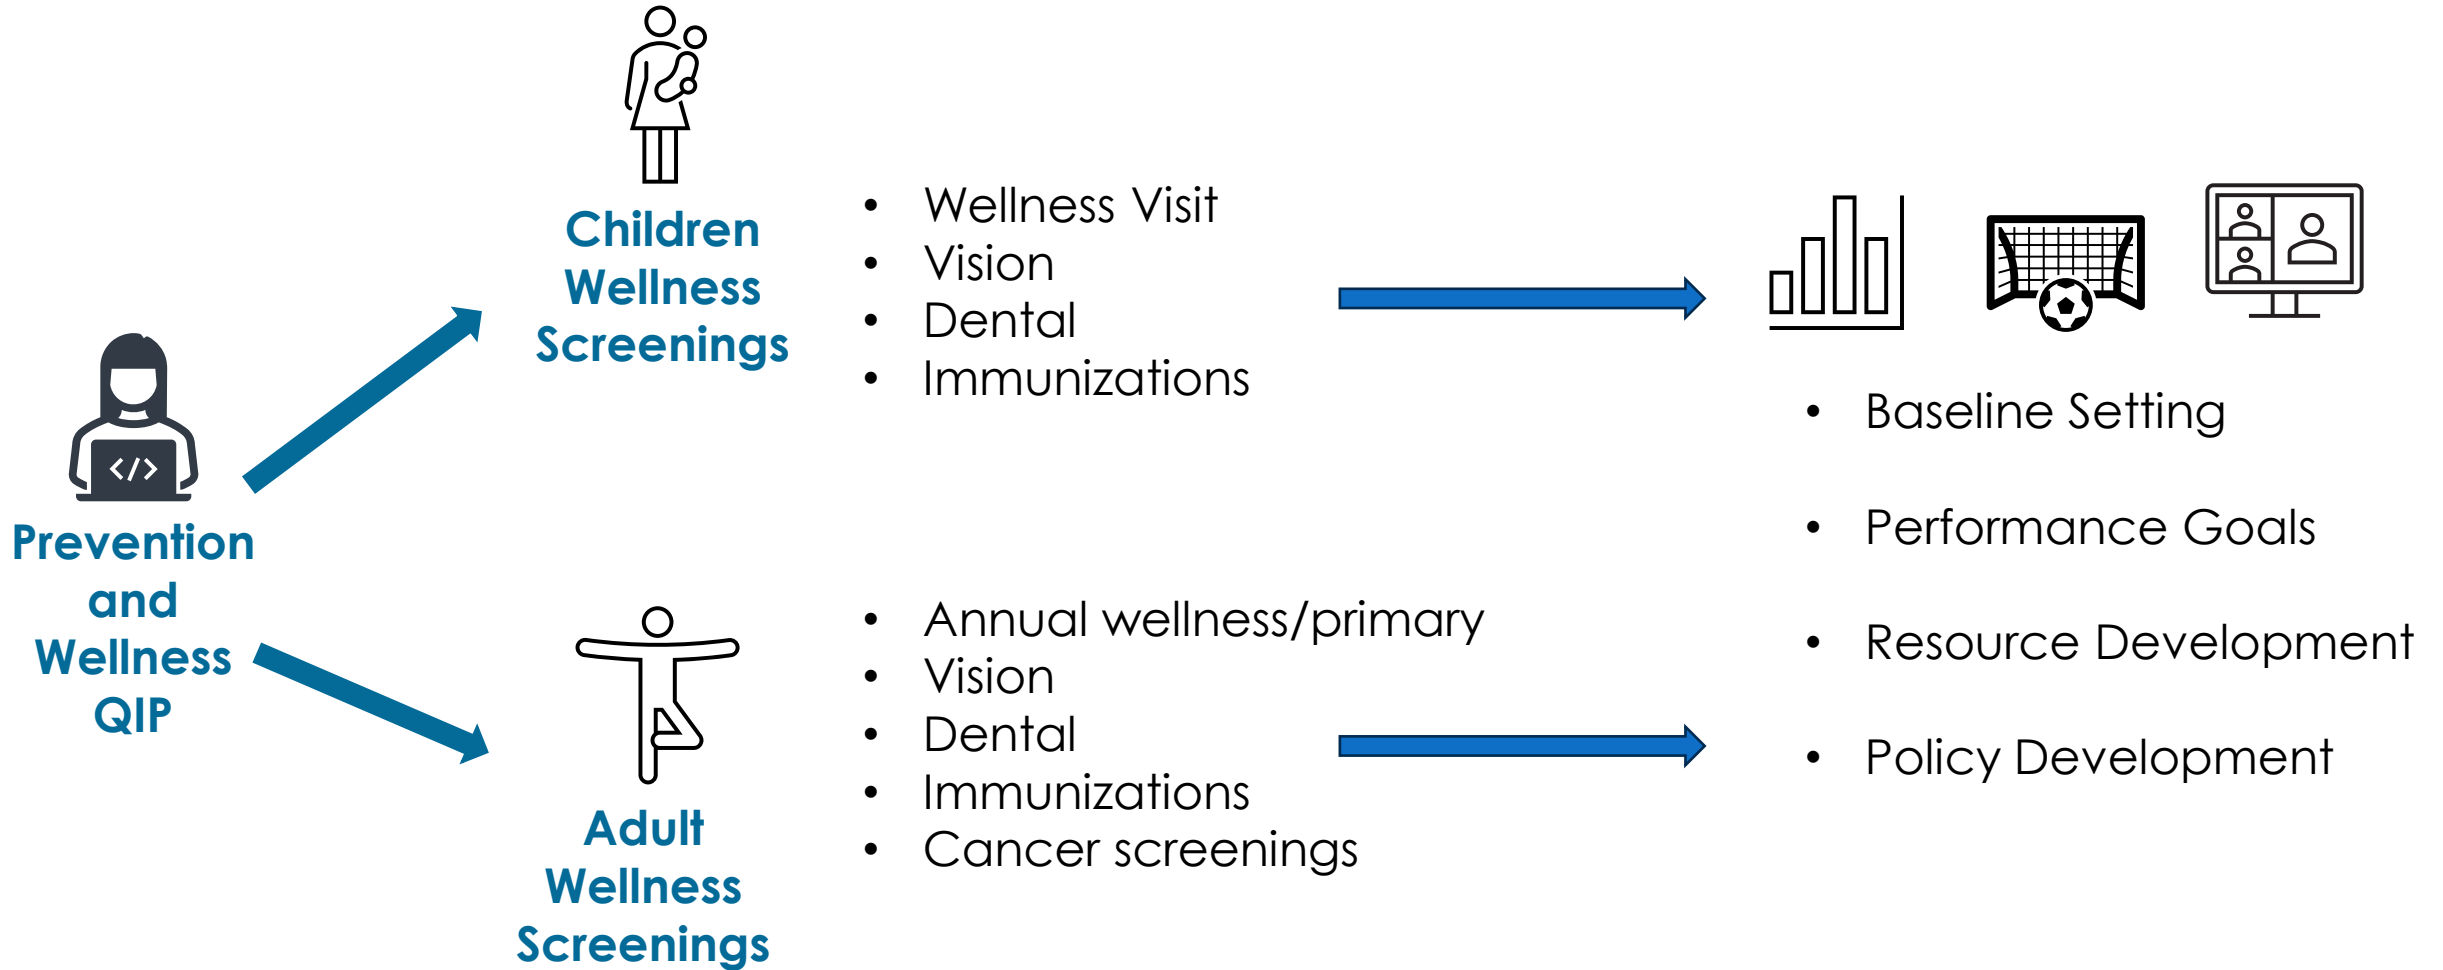 Prevention
and
Wellness
QIP
Children
Wellness
Screenings
• Wellness Visit
• Vision
• Dental
• Immunizations
Adult
Wellness
Screenings
• Annual wellness/primary
• Vision
• Dental
• Immunizations
• Cancer screenings
• Baseline Setting
• Performance Goals
• Resource Development
• Policy Development